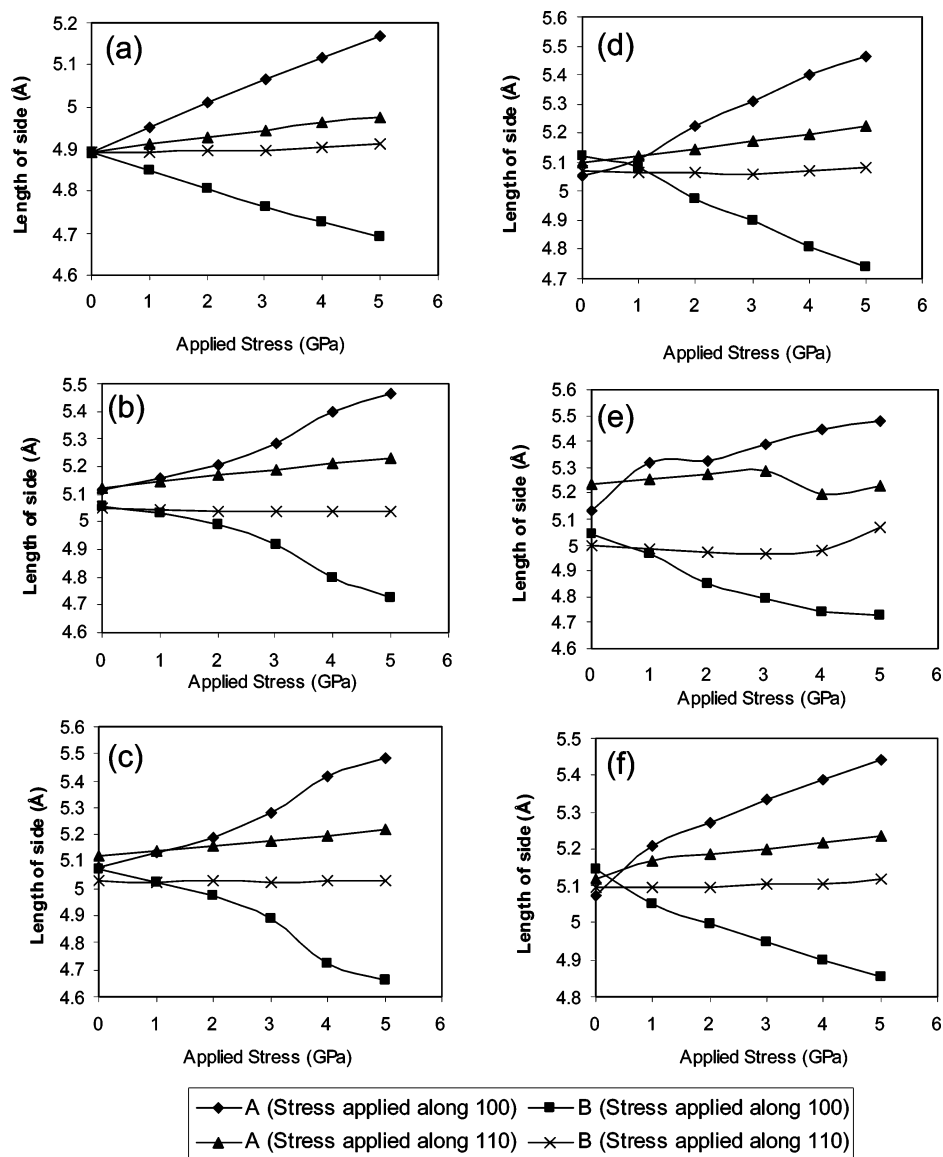 (a)
Length of side (Å)
5.2
5.1
5
4.9
4.8
4.7
4.6
0 1 2 3 4 5 6
Applied Stress (GPa)
(d)
Length of side (Å)
5.6
5.5
5.4
5.3
5.2
5.1
5
4.9
4.8
4.7
0 1 2 3 4 5 6
Applied Stress (GPa)
(b)
Length of side (Å)
5.5
5.4
5.3
5.2
5.1
5
4.9
4.8
4.7
4.6
0 1 2 3 4 5 6
Applied Stress (GPa)
(e)
Length of side (Å)
5.6
5.5
5.4
5.3
5.2
5.1
5
4.9
4.8
4.7
4.6
0 1 2 3 4 5 6
Applied Stress (GPa)
(c)
Length of side (Å)
5.6
5.5
5.4
5.3
5.2
5.1
5
4.9
4.8
4.7
4.6
0 1 2 3 4 5 6
Applied Stress (GPa)
(f)
Length of side (Å)
5.5
5.4
5.3
5.2
5.1
5
4.9
4.8
0 1 2 3 4 5 6
Applied Stress (GPa)
A (Stress applied along 100) B (Stress applied along 100)
A (Stress applied along 110) B (Stress applied along 110)